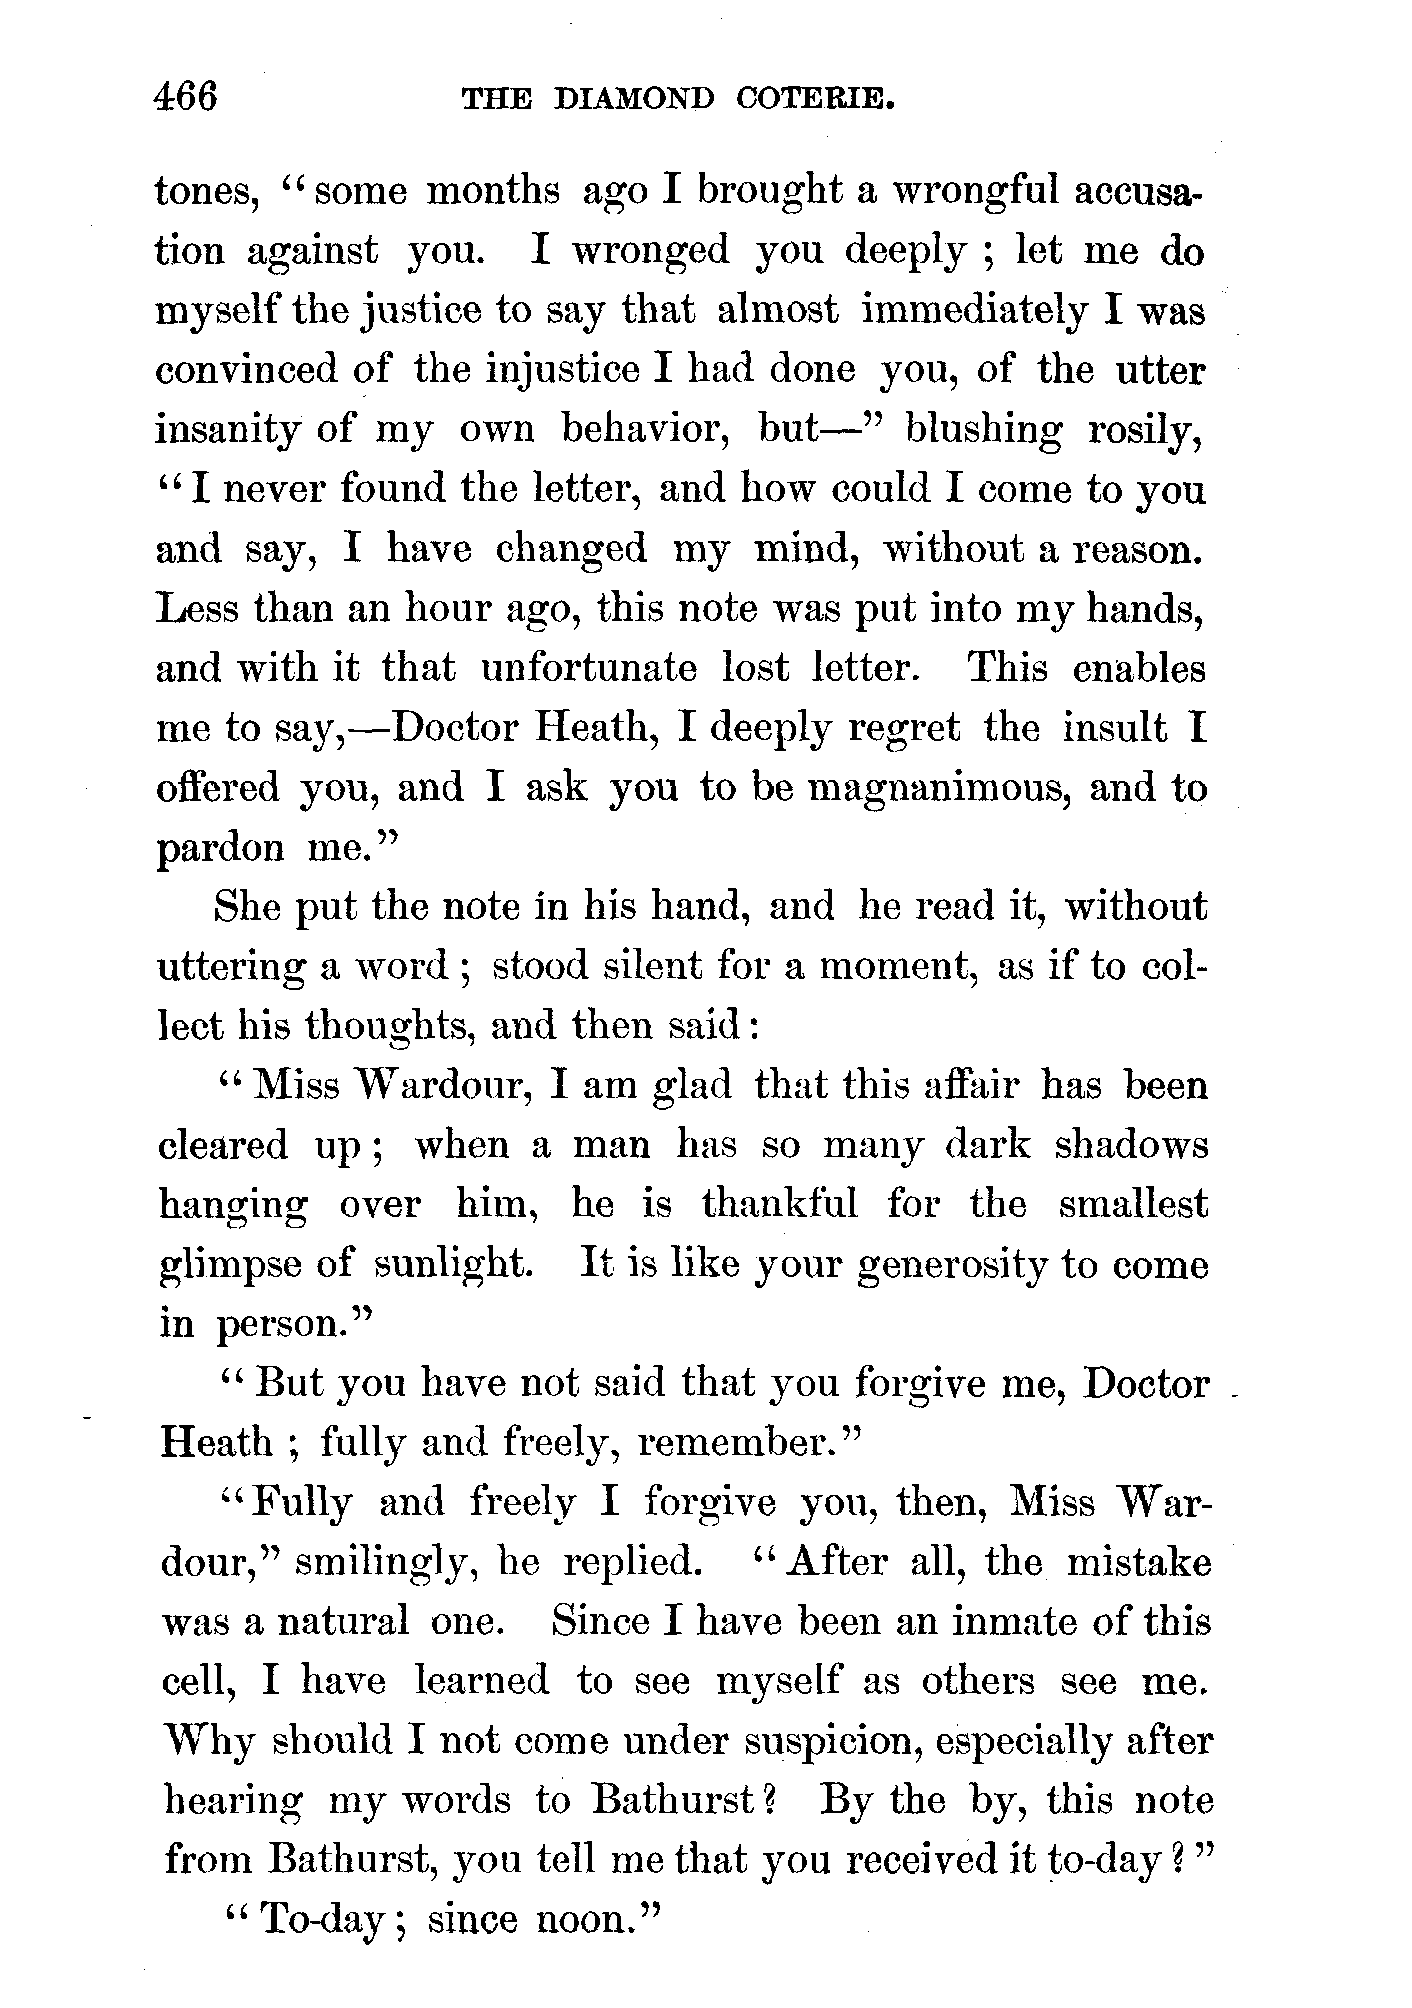 466 THE DIAMOND COTERIE.
tones, “some months ago I brought a wrongful accusa-
tion against you. I wronged you deeply; let me do
myself the justice to say that almost immediately I was
convinced of the injustice I had done you, of the utter
insanity of my own behavior, but—” blushing rosily,
“I never found the letter, and how could I come to you
and say, I have changed my mind, without a reason.
Less than an hour ago, this note was put into my hands,
and with it that unfortunate lost letter. This enables
me to say,—Doctor Heath, I deeply regret the insult I
offered you, and I ask you to be magnanimous, and to
pardon me.”
She put the note in his hand, and he read it, without
uttering a word; stood silent for a moment, as if to col-
lect his thoughts, and then said:
“Miss Wardour, I am glad that this affair has been
cleared up; when a man has so many dark shadows
hanging over him, he is thankful for the smallest
glimpse of sunlight. It is like your generosity to come
in person.”
“But you have not said that you forgive me, Doctor
Heath; fully and freely, remember.”
“Fully and freely I forgive you, then, Miss War-
dour,” smilingly, he replied. “After all, the mistake
was a natural one. Since I have been an inmate of this
cell, I have learned to see myself as others see me.
Why should I not come under suspicion, especially after
hearing my words to Bathurst? By the by, this note
from Bathurst, you tell me that you received it to-day?”
“To-day; since noon.”